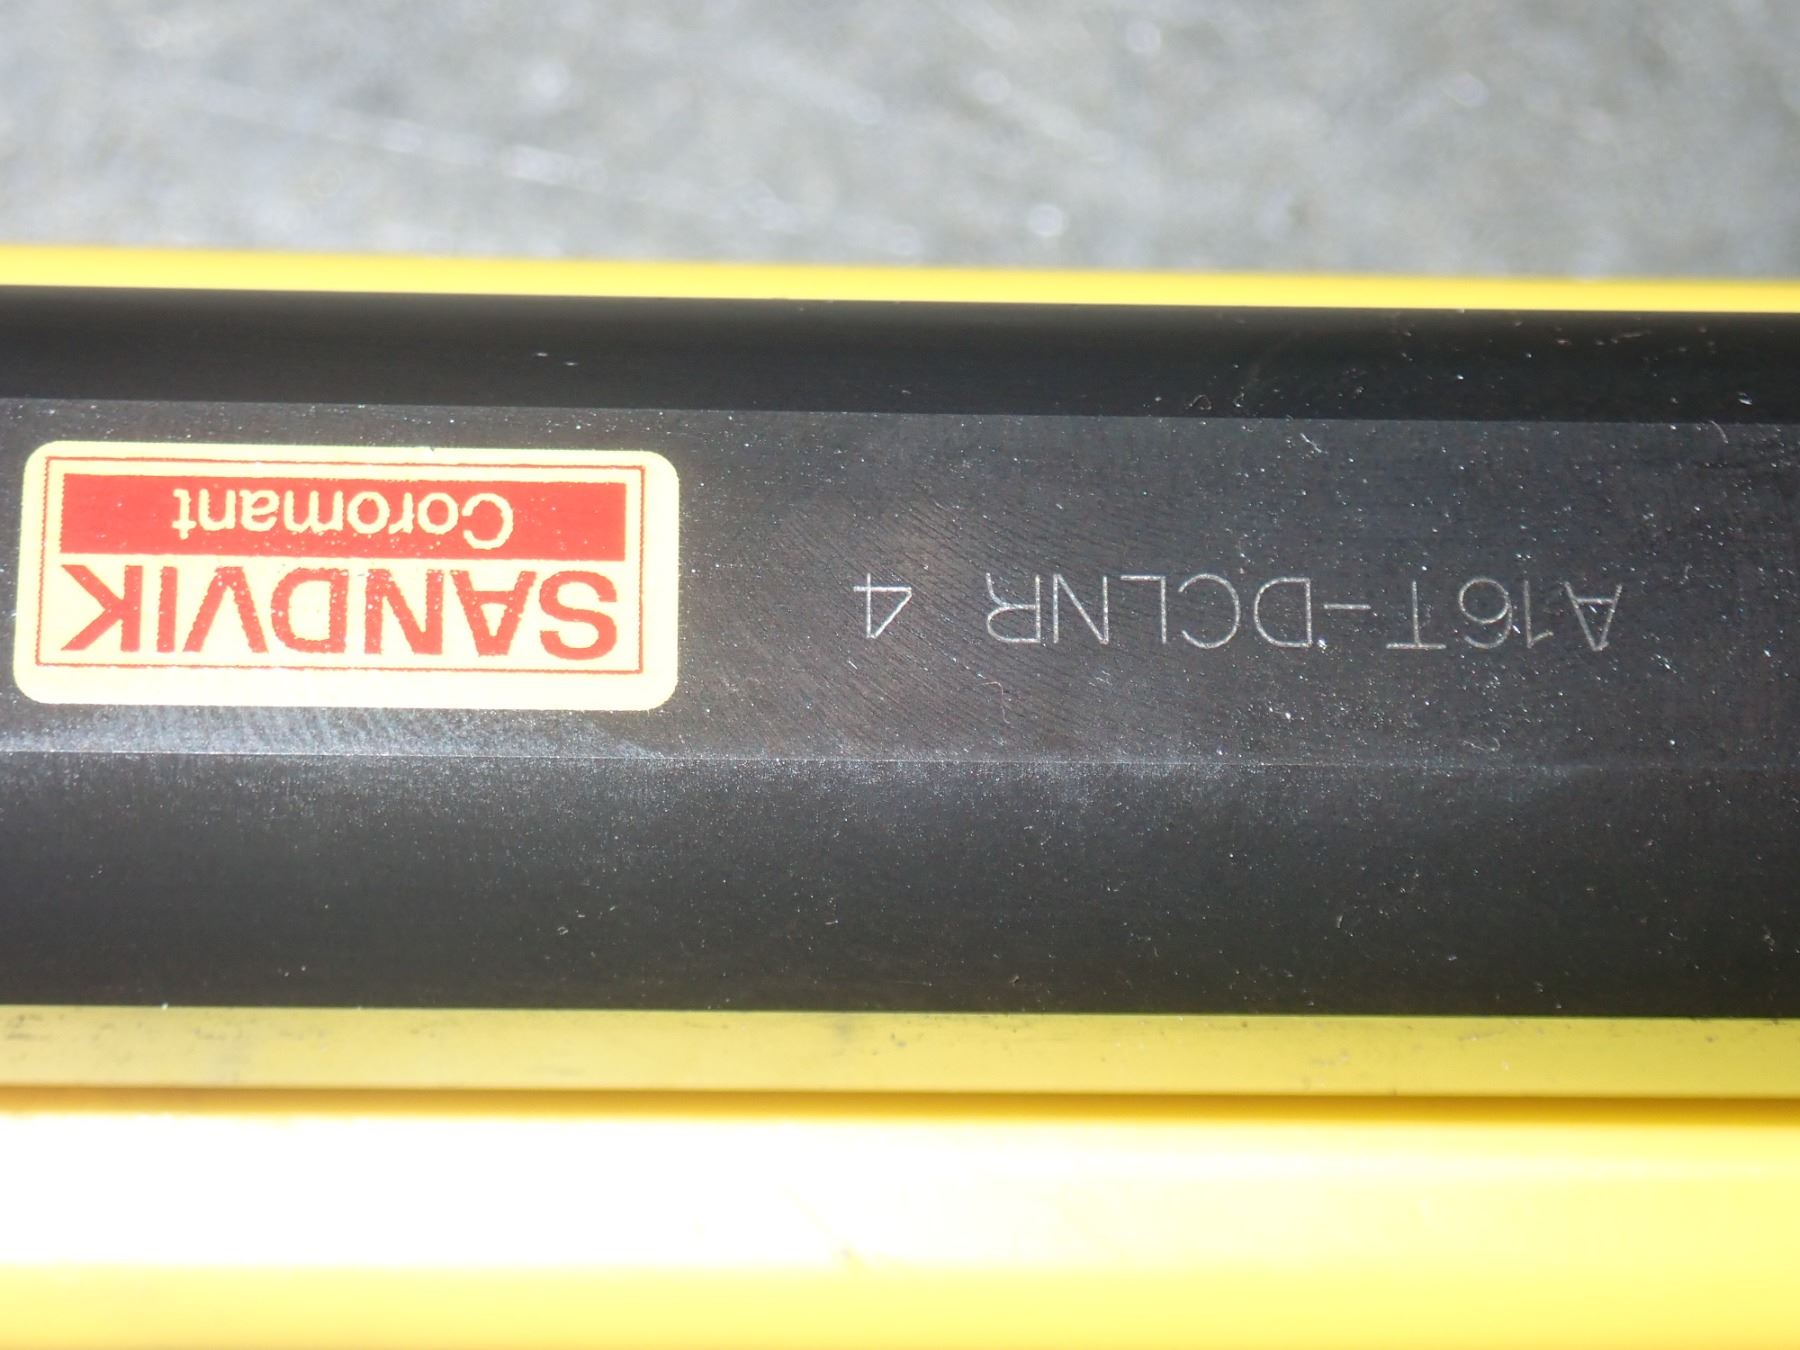 A16T-DCLNR 4
SANDVIK
Coromant